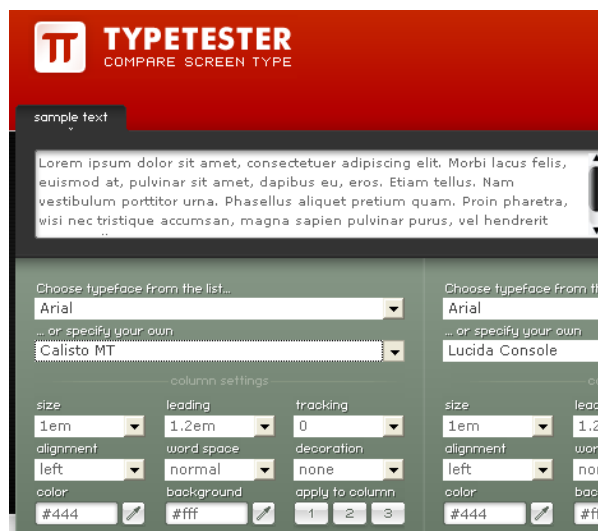 TT TYPETESTER
COMPARE SCREEN TYPE
sample text
Lorem ipsum dolor sit amet, consectetuer adipiscing elit. Morbi lacus felis,
euismod at, pulvinar sit amet, dapibus eu, eros. Etiam tellus. Nam
vestibulum porttitor urna. Phasellus aliquet pretium quam. Proin pharetra,
wisi nec tristique accumsan, magna sapien pulvinar purus, vel hendrerit
Choose typeface from the list...
Arial
... or specify your own
Calisto MT
column settings
size leading tracking
1em 1.2em 0
alignment word space decoration
left normal none
color background apply to column
#444 #fff 1 2 3
Choose typeface from
Arial
... or specify your own
Lucida Console
size
1em
alignment
left
color
#444